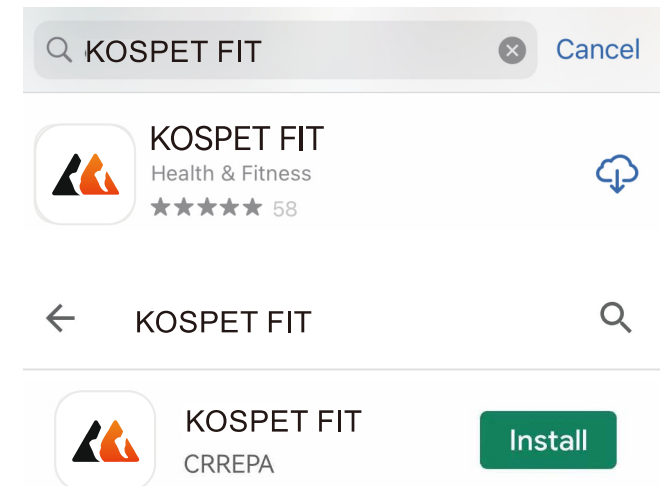 KOSPET FIT Cancel
KOSPET FIT
Health & Fitness
58
KOSPET FIT
KOSPET FIT
CRREPA
Install